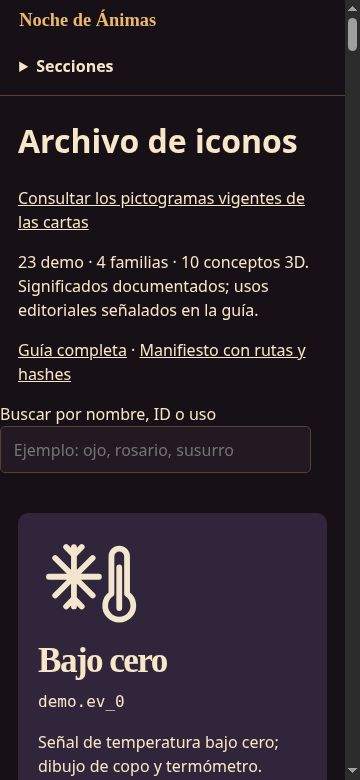 Noche de Ánimas
▶ Secciones
Archivo de iconos
Consultar los pictogramas vigentes de
las cartas
23 demo · 4 familias · 10 conceptos 3D.
Significados documentados; usos
editoriales señalados en la guía.
Guía completa · Manifiesto con rutas y
hashes
Buscar por nombre, ID o uso
Ejemplo: ojo, rosario, susurro
Bajo cero
demo.ev_0
Señal de temperatura bajo cero;
dibujo de copo y termómetro.